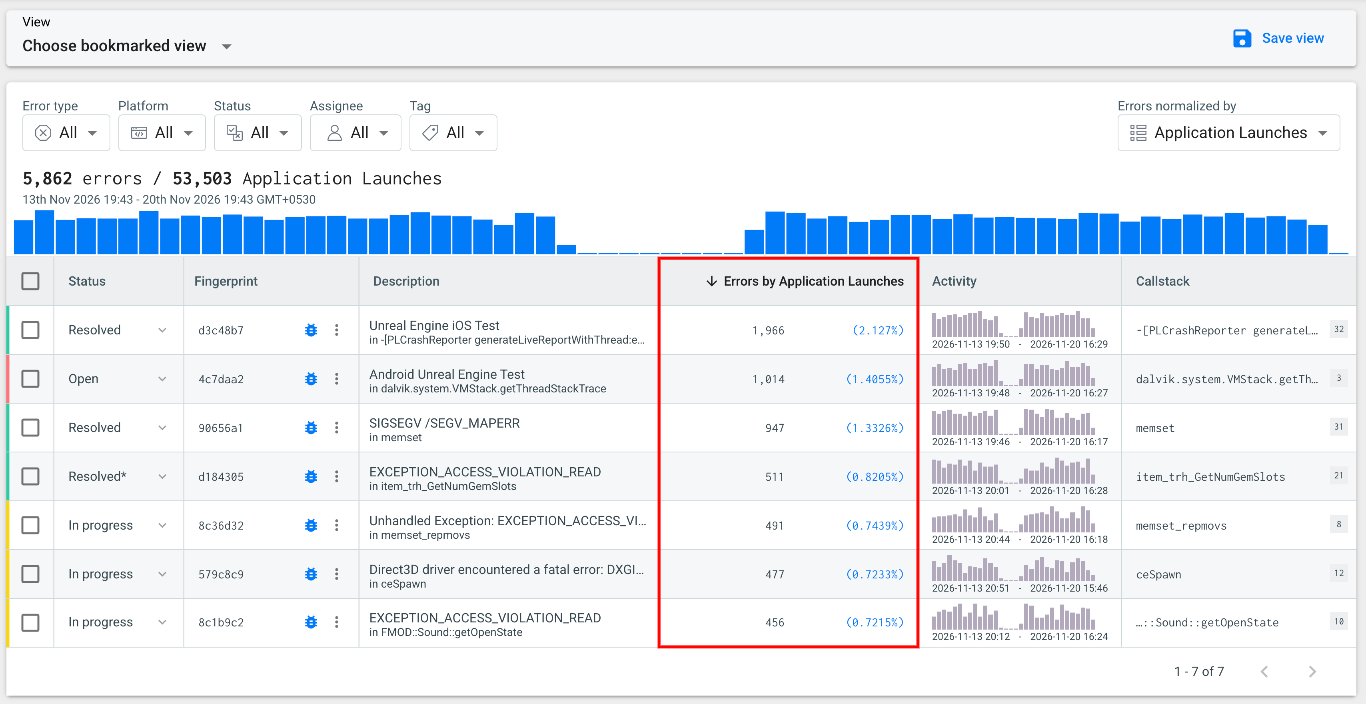 View
Choose bookmarked view
Save view
Error type
Platform
Status
Assignee
Tag
Errors normalized by
All
All
All
All
All
Application Launches
5,862 errors / 53,503 Application Launches
13th Nov 2026 19:43 - 20th Nov 2026 19:43 GMT+0530
Status
Fingerprint
Description
Errors by Application Launches
Activity
Callstack
Resolved
d3c48b7
Unreal Engine iOS Test
in -[PLCrashReporter generateLiveReportWithThread:e...
1,966
(2.127%)
2026-11-13 19:50 - 2026-11-20 16:29
-[PLCrashReporter generateL…
32
Open
4c7daa2
Android Unreal Engine Test
in dalvik.system.VMStack.getThreadStackTrace
1,014
(1.4055%)
2026-11-13 19:48 - 2026-11-20 16:27
dalvik.system.VMStack.getTh…
3
Resolved
90656a1
SIGSEGV /SEGV_MAPERR
in memset
947
(1.3326%)
2026-11-13 19:46 - 2026-11-20 16:17
memset
31
Resolved*
d184305
EXCEPTION_ACCESS_VIOLATION_READ
in item_trh_GetNumGemSlots
511
(0.8205%)
2026-11-13 20:01 - 2026-11-20 16:28
item_trh_GetNumGemSlots
21
In progress
8c36d32
Unhandled Exception: EXCEPTION_ACCESS_VI...
in memset_repmovs
491
(0.7439%)
2026-11-13 20:44 - 2026-11-20 16:18
memset_repmovs
8
In progress
579c8c9
Direct3D driver encountered a fatal error: DXGI...
in ceSpawn
477
(0.7233%)
2026-11-13 20:51 - 2026-11-20 15:46
ceSpawn
12
In progress
8c1b9c2
EXCEPTION_ACCESS_VIOLATION_READ
in FMOD::Sound::getOpenState
456
(0.7215%)
2026-11-13 20:12 - 2026-11-20 16:24
…::Sound::getOpenState
10
1 - 7 of 7